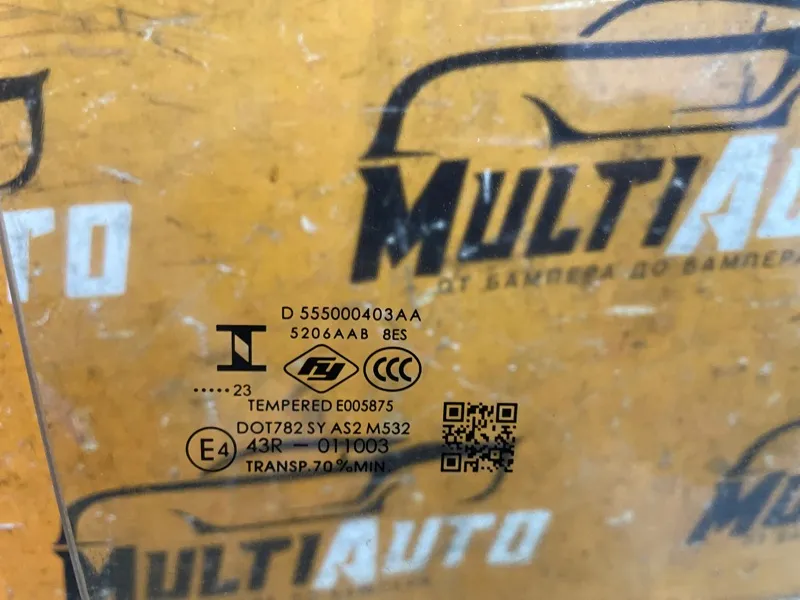 MULTIAUTO
ОТ БАМПЕРА ДО БАМПЕРА
D 555000403AA
5206AAB 8ES
..... 23
CCC
TEMPERED E005875
DOT782 SY AS2 M532
E4
43R - 011003
TRANSP.70%MIN.
MULTIAUTO